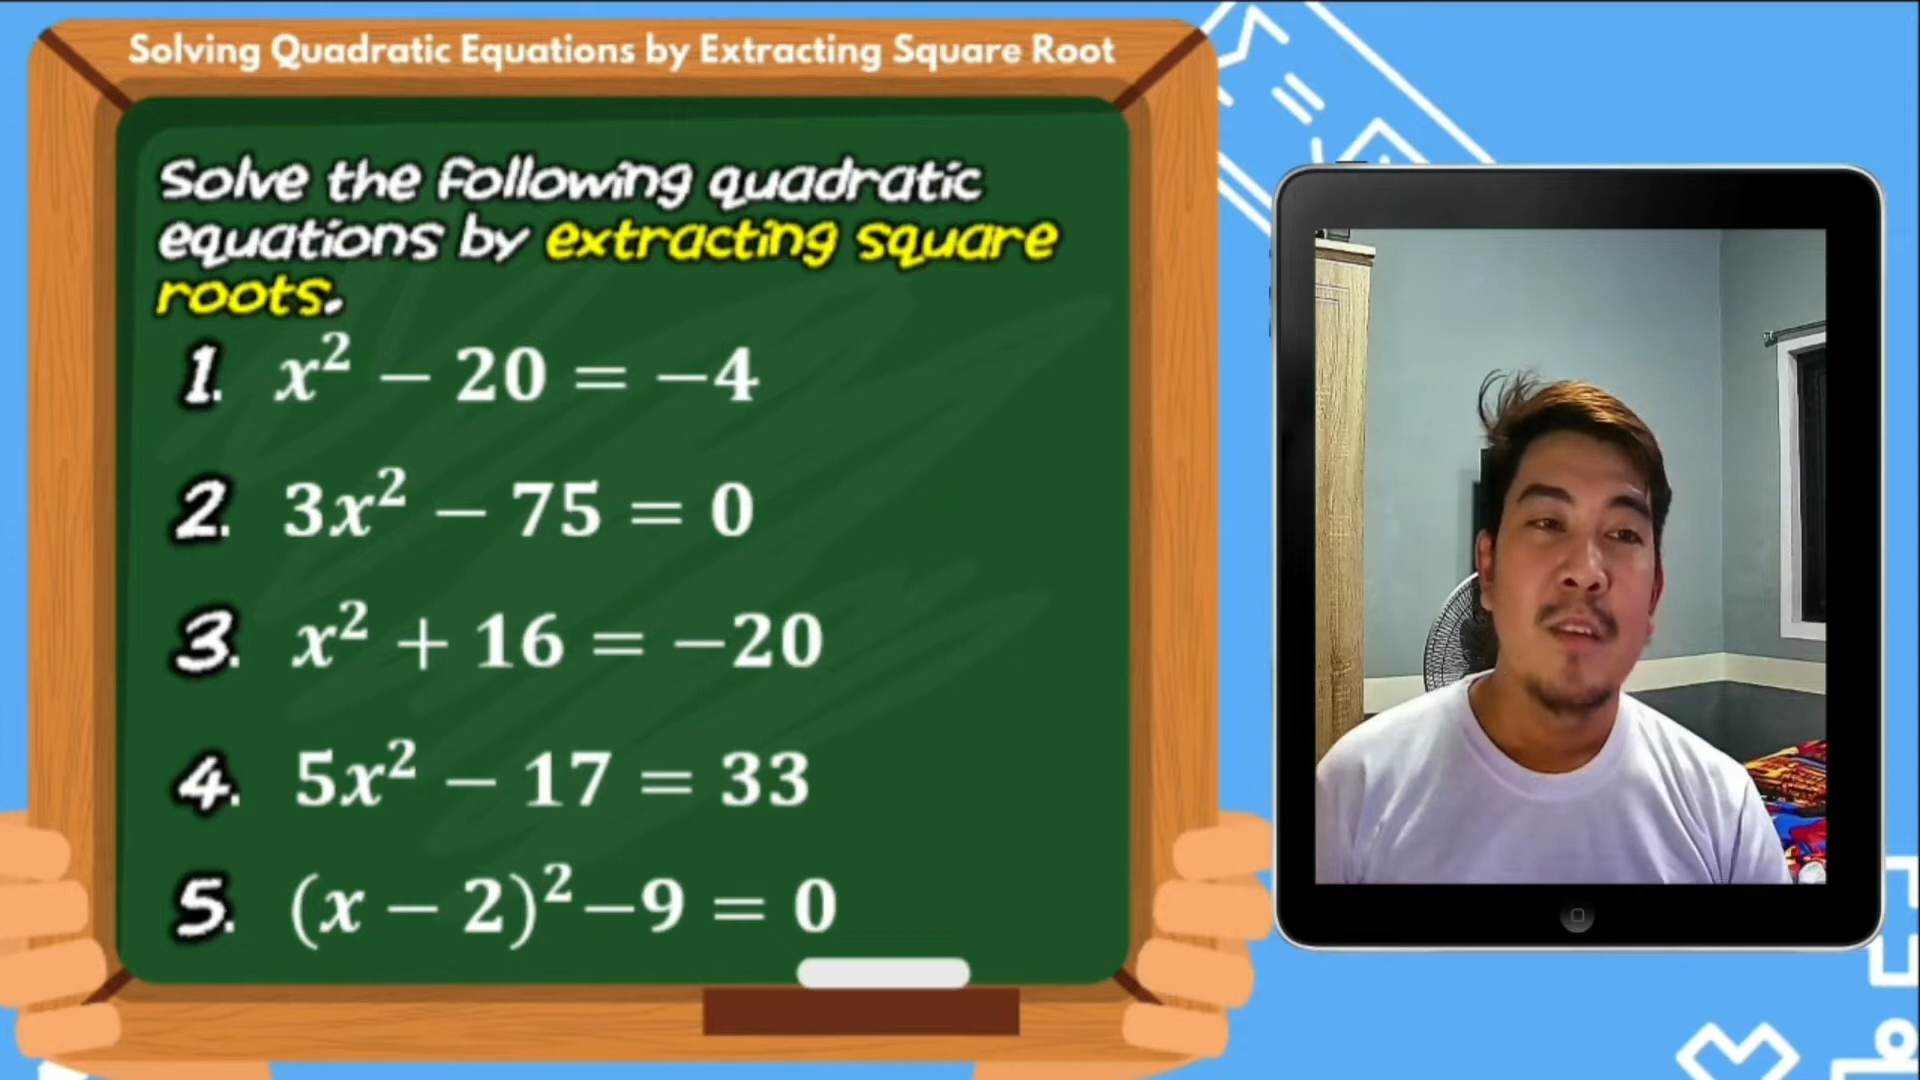 Solving Quadratic Equations by Extracting Square Root
Solve the following quadratic
equations by extracting square
roots.
1. x² − 20 = −4
2. 3x² − 75 = 0
3. x² + 16 = −20
4. 5x² − 17 = 33
5. (x − 2)² −9 = 0